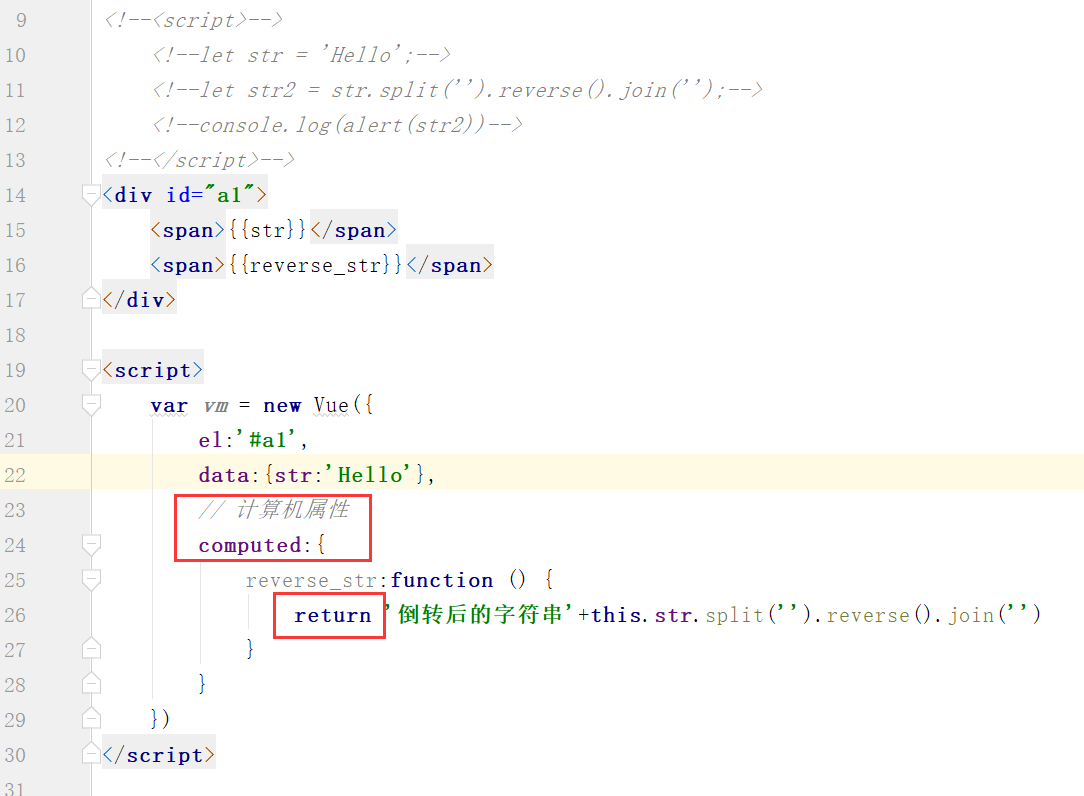 9 <!--<script>-->
10 <!--let str = 'Hello';-->
11 <!--let str2 = str.split('').reverse().join('');-->
12 <!--console.log(alert(str2))-->
13 <!--</script>-->
14 <div id="a1">
15 <span>{{str}}</span>
16 <span>{{reverse_str}}</span>
17 </div>
18
19 <script>
20 var vm = new Vue({
21 el:'#a1',
22 data:{str:'Hello'},
23 // 计算机属性
24 computed:{
25 reverse_str:function () {
26 return '倒转后的字符串'+this.str.split('').reverse().join('')
27 }
28 }
29 })
30 </script>
31